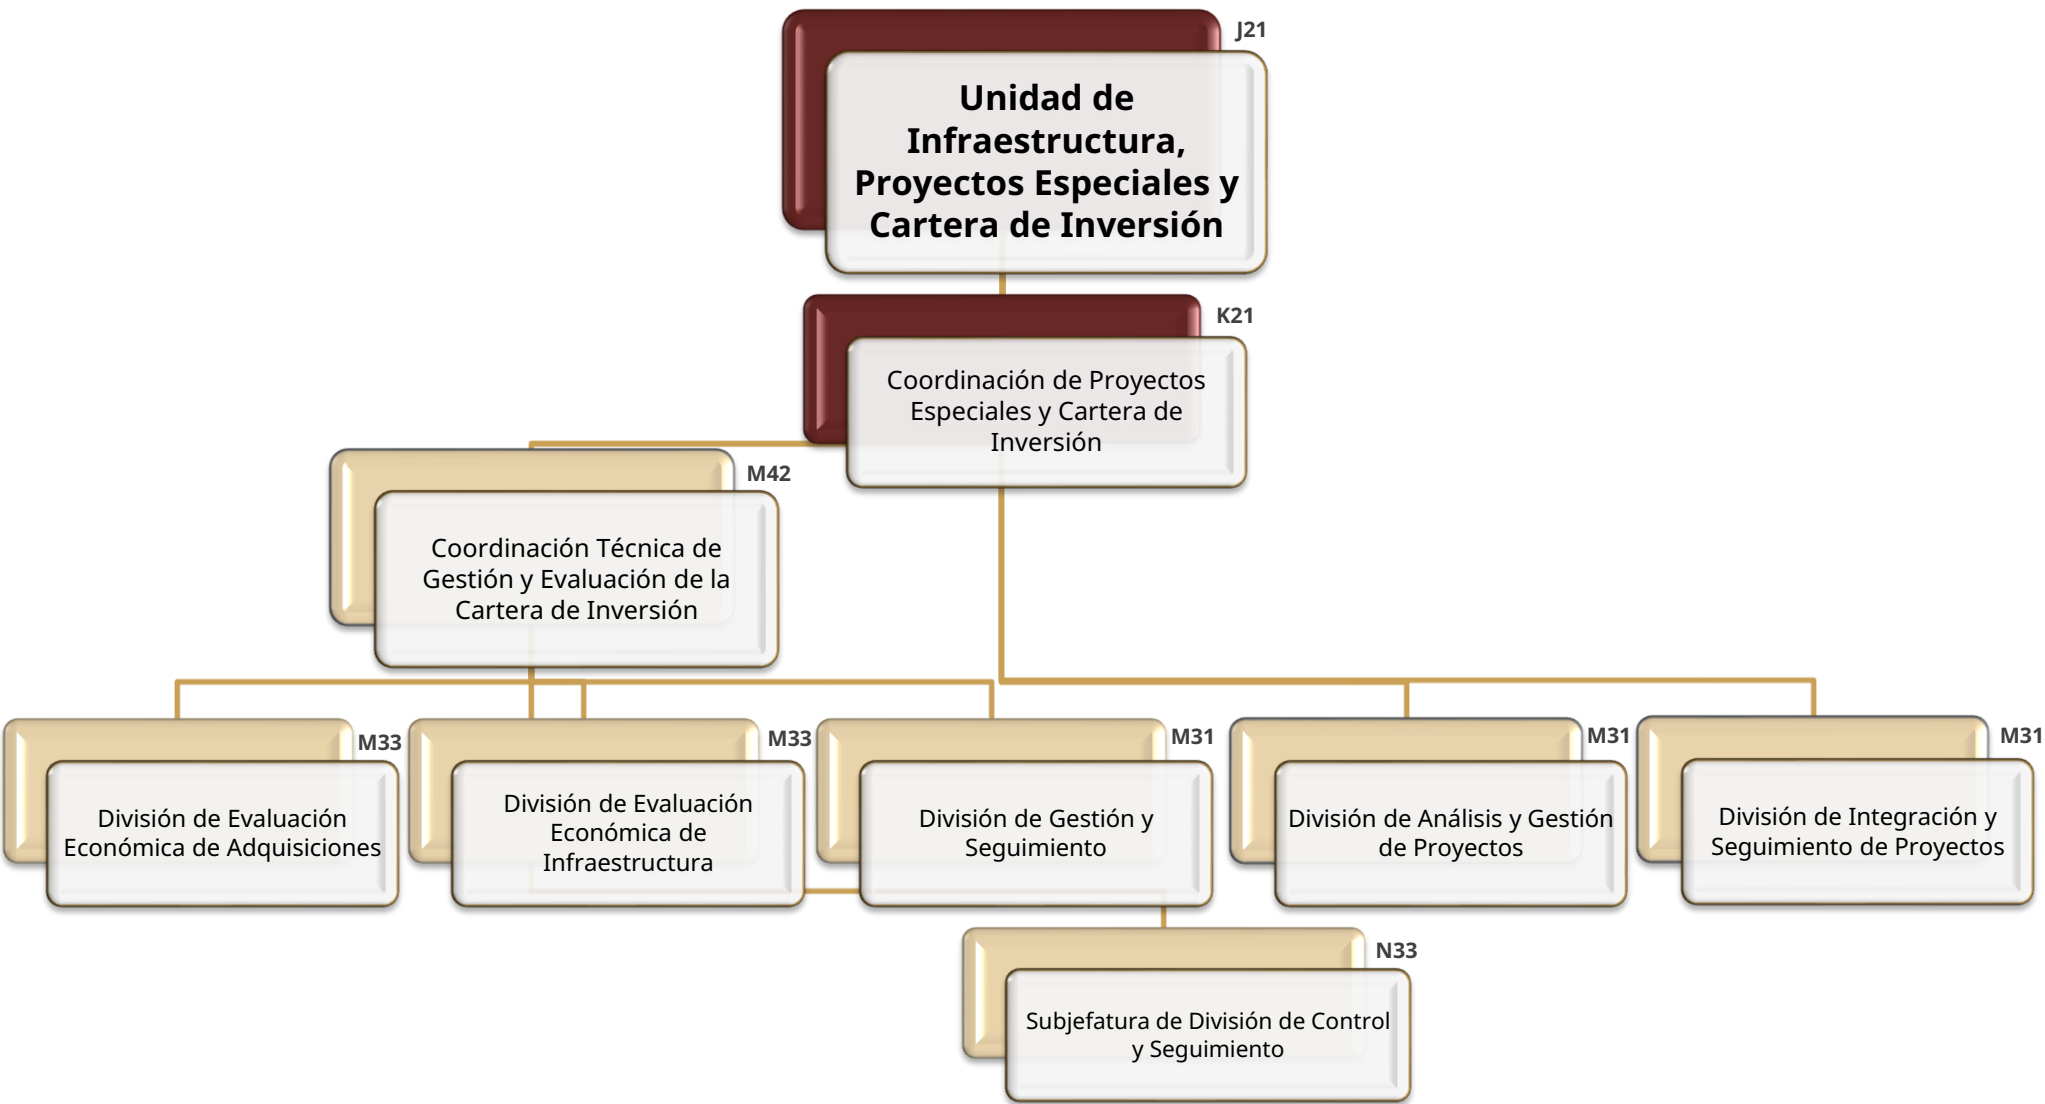 J21
Unidad de
Infraestructura,
Proyectos Especiales y
Cartera de Inversión
K21
Coordinación de Proyectos
Especiales y Cartera de
Inversión
M42
Coordinación Técnica de
Gestión y Evaluación de la
Cartera de Inversión
M33
División de Evaluación
Económica de Adquisiciones
M33
División de Evaluación
Económica de
Infraestructura
M31
División de Gestión y
Seguimiento
M31
División de Análisis y Gestión
de Proyectos
M31
División de Integración y
Seguimiento de Proyectos
N33
Subjefatura de División de Control
y Seguimiento